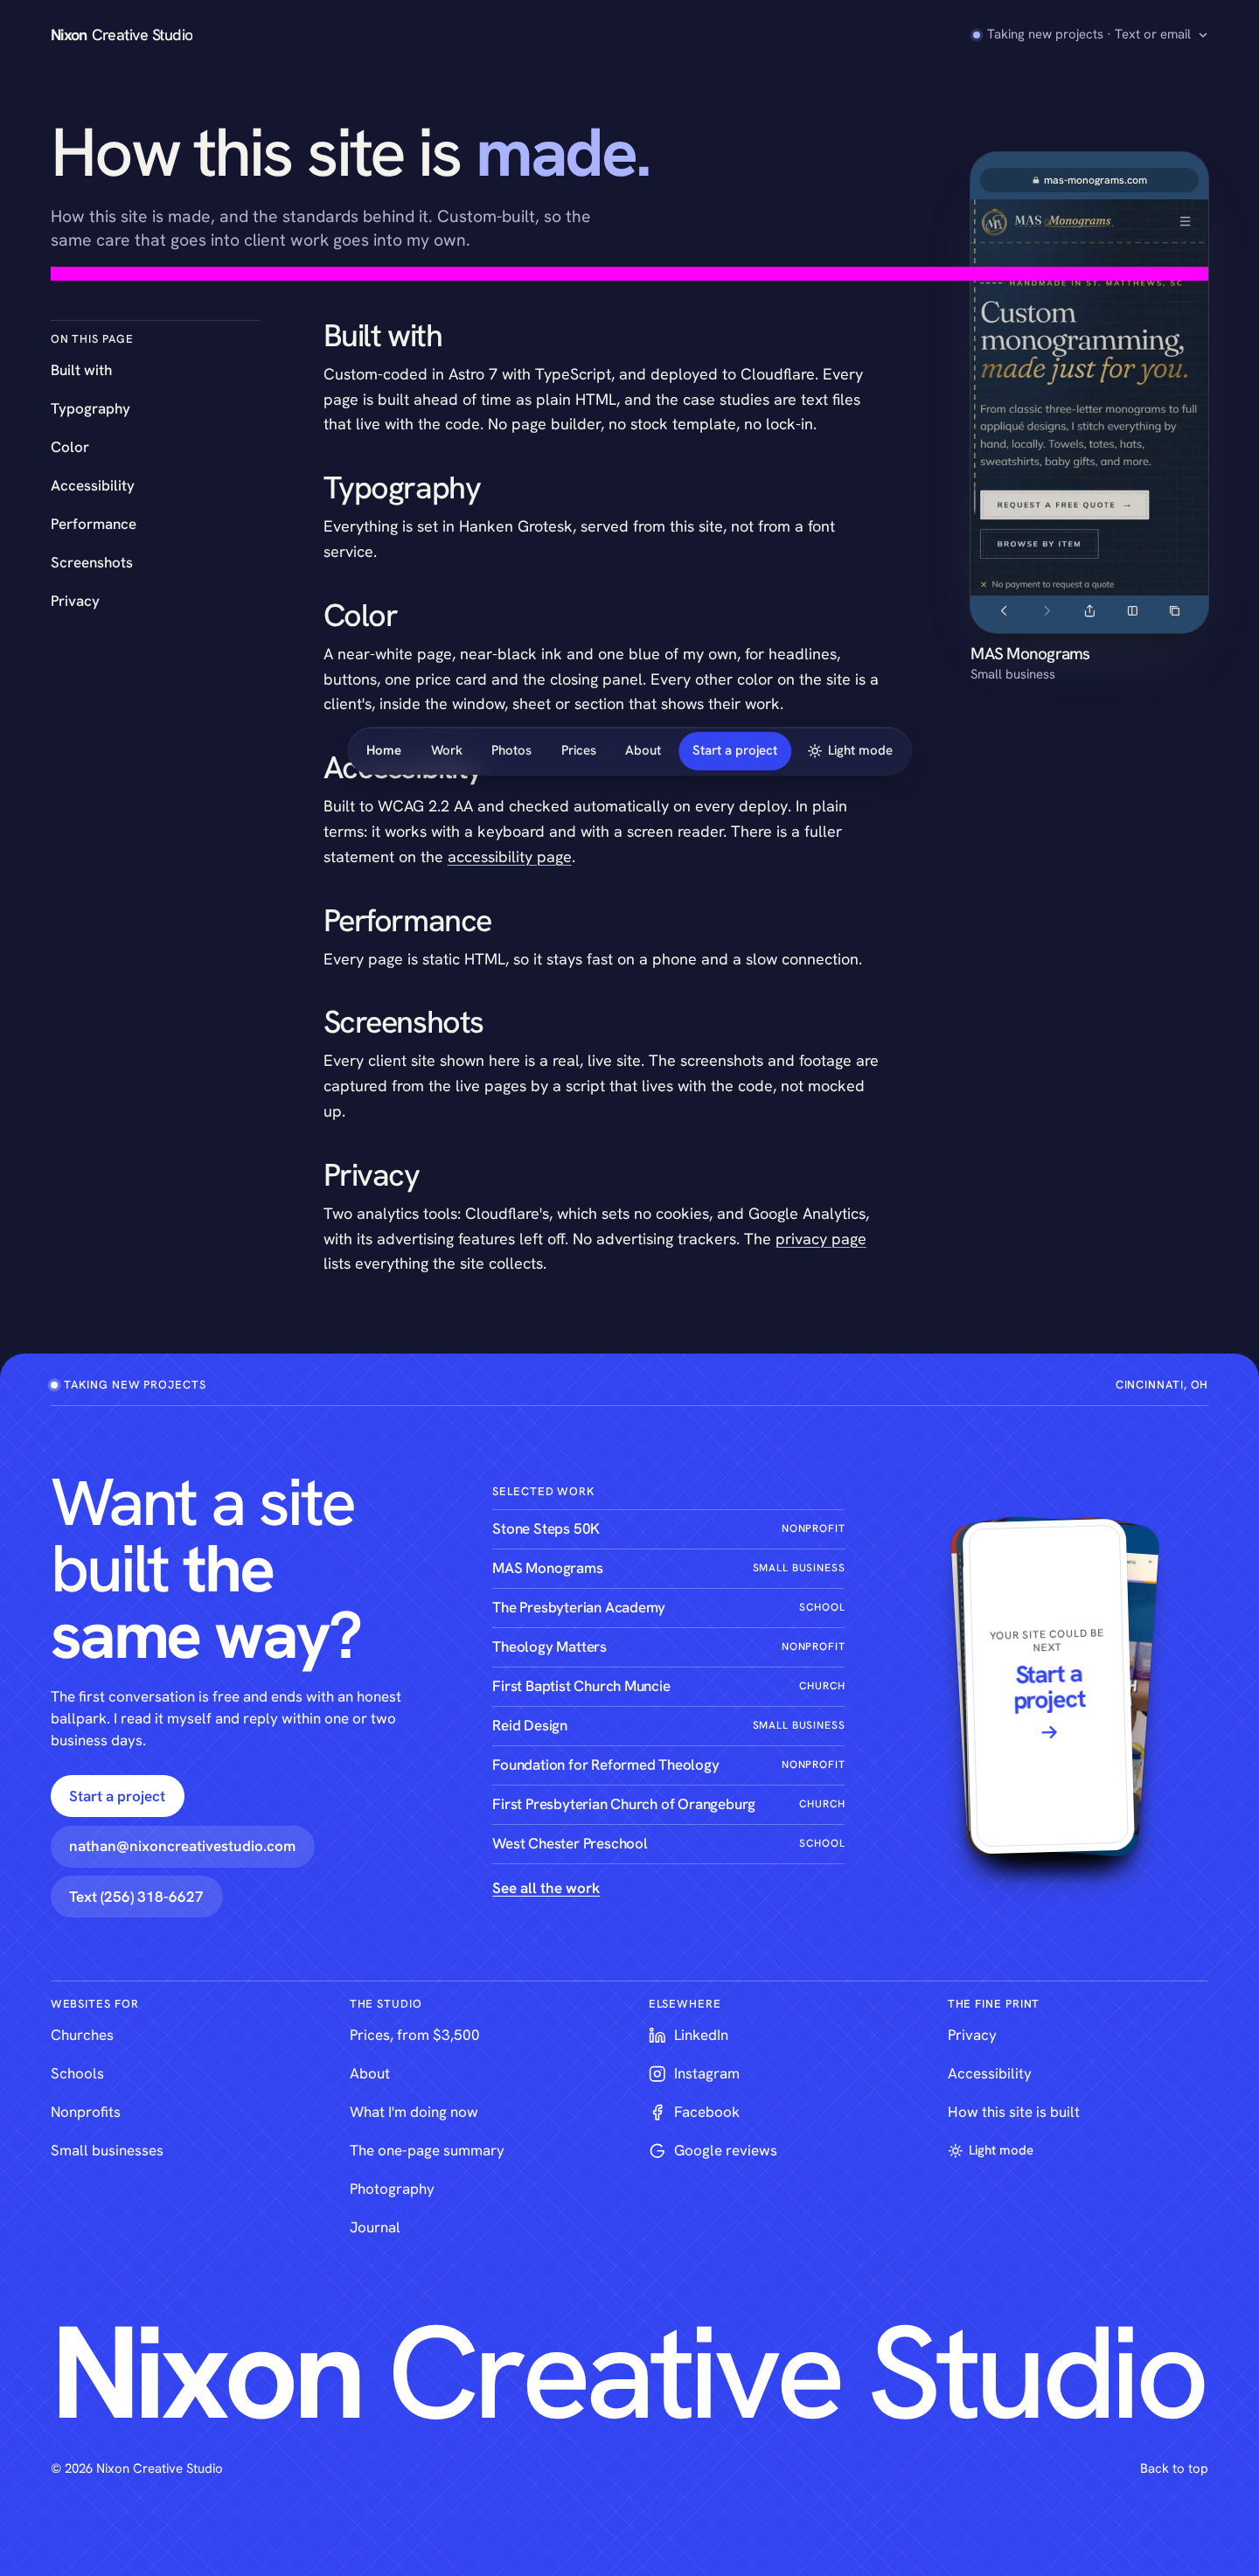 Nixon Creative Studio
Taking new projects · Text or email
How this site is made.
How this site is made, and the standards behind it. Custom-built, so the
same care that goes into client work goes into my own.
mas-monograms.com
MAS Monograms
HANDMADE IN ST. MATTHEWS, SC
Custom
monogramming,
made just for you.
From classic three-letter monograms to full
appliqué designs, I stitch everything by
hand, locally. Towels, totes, hats,
sweatshirts, baby gifts, and more.
REQUEST A FREE QUOTE →
BROWSE BY ITEM
× No payment to request a quote
MAS Monograms
Small business
ON THIS PAGE
Built with
Typography
Color
Accessibility
Performance
Screenshots
Privacy
Built with
Custom-coded in Astro 7 with TypeScript, and deployed to Cloudflare. Every
page is built ahead of time as plain HTML, and the case studies are text files
that live with the code. No page builder, no stock template, no lock-in.
Typography
Everything is set in Hanken Grotesk, served from this site, not from a font
service.
Color
A near-white page, near-black ink and one blue of my own, for headlines,
buttons, one price card and the closing panel. Every other color on the site is a
client's, inside the window, sheet or section that shows their work.
Home Work Photos Prices About Start a project Light mode
Accessibility
Built to WCAG 2.2 AA and checked automatically on every deploy. In plain
terms: it works with a keyboard and with a screen reader. There is a fuller
statement on the accessibility page.
Performance
Every page is static HTML, so it stays fast on a phone and a slow connection.
Screenshots
Every client site shown here is a real, live site. The screenshots and footage are
captured from the live pages by a script that lives with the code, not mocked
up.
Privacy
Two analytics tools: Cloudflare's, which sets no cookies, and Google Analytics,
with its advertising features left off. No advertising trackers. The privacy page
lists everything the site collects.
TAKING NEW PROJECTS
CINCINNATI, OH
Want a site
built the
same way?
The first conversation is free and ends with an honest
ballpark. I read it myself and reply within one or two
business days.
Start a project
nathan@nixoncreativestudio.com
Text (256) 318-6627
SELECTED WORK
Stone Steps 50K NONPROFIT
MAS Monograms SMALL BUSINESS
The Presbyterian Academy SCHOOL
Theology Matters NONPROFIT
First Baptist Church Muncie CHURCH
Reid Design SMALL BUSINESS
Foundation for Reformed Theology NONPROFIT
First Presbyterian Church of Orangeburg CHURCH
West Chester Preschool SCHOOL
See all the work
YOUR SITE COULD BE
NEXT
Start a
project
→
WEBSITES FOR
Churches
Schools
Nonprofits
Small businesses
THE STUDIO
Prices, from $3,500
About
What I'm doing now
The one-page summary
Photography
Journal
ELSEWHERE
LinkedIn
Instagram
Facebook
Google reviews
THE FINE PRINT
Privacy
Accessibility
How this site is built
Light mode
Nixon Creative Studio
© 2026 Nixon Creative Studio
Back to top